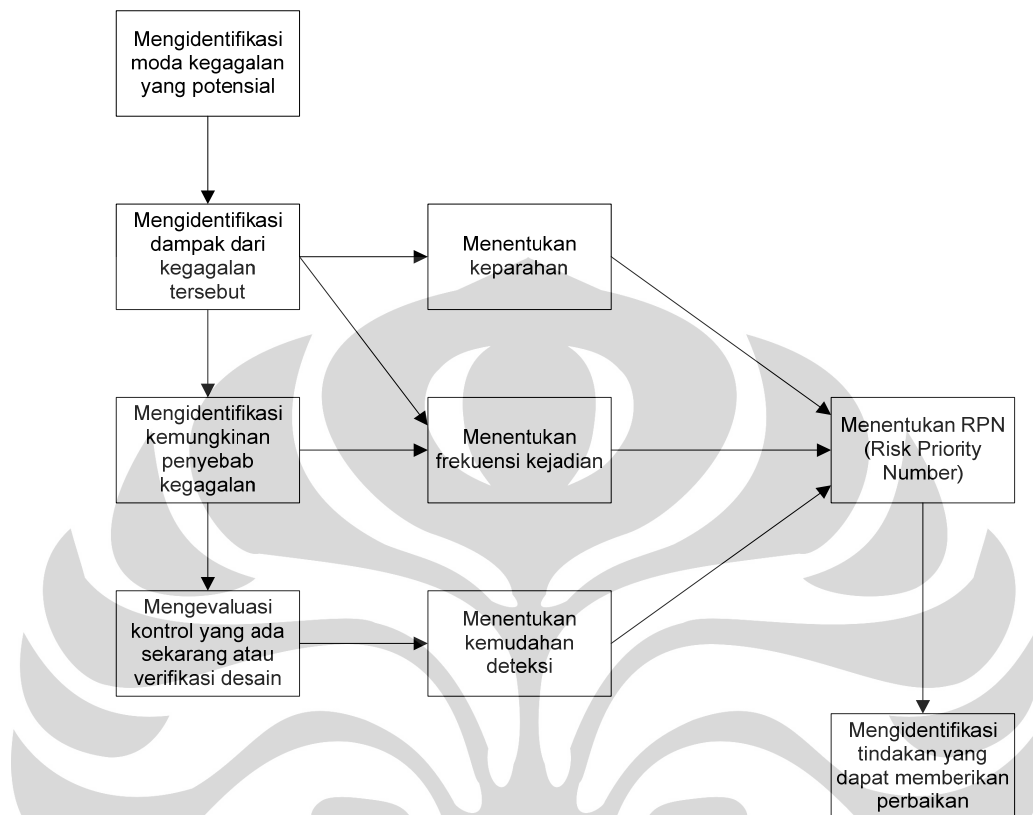 Mengidentifikasi
moda kegagalan
yang potensial
Mengidentifikasi
dampak dari
kegagalan
tersebut
Menentukan
keparahan
Mengidentifikasi
kemungkinan
penyebab
kegagalan
Menentukan
frekuensi kejadian
Menentukan RPN
(Risk Priority
Number)
Mengevaluasi
kontrol yang ada
sekarang atau
verifikasi desain
Menentukan
kemudahan
deteksi
Mengidentifikasi
tindakan yang
dapat memberikan
perbaikan